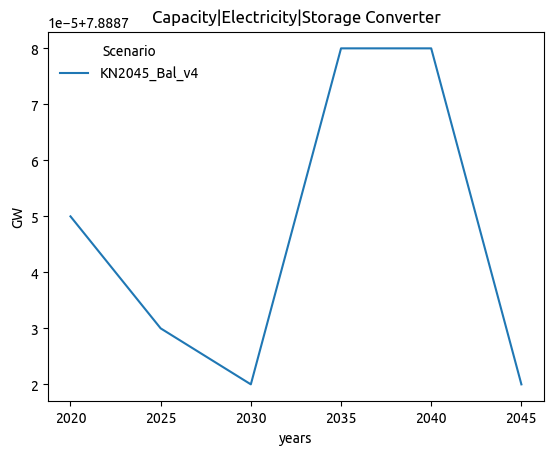 Capacity|Electricity|Storage Converter
1e-5+7.8887
Scenario
KN2045_Bal_v4
8
7
6
5
4
3
2
GW
2020 2025 2030 2035 2040 2045
years